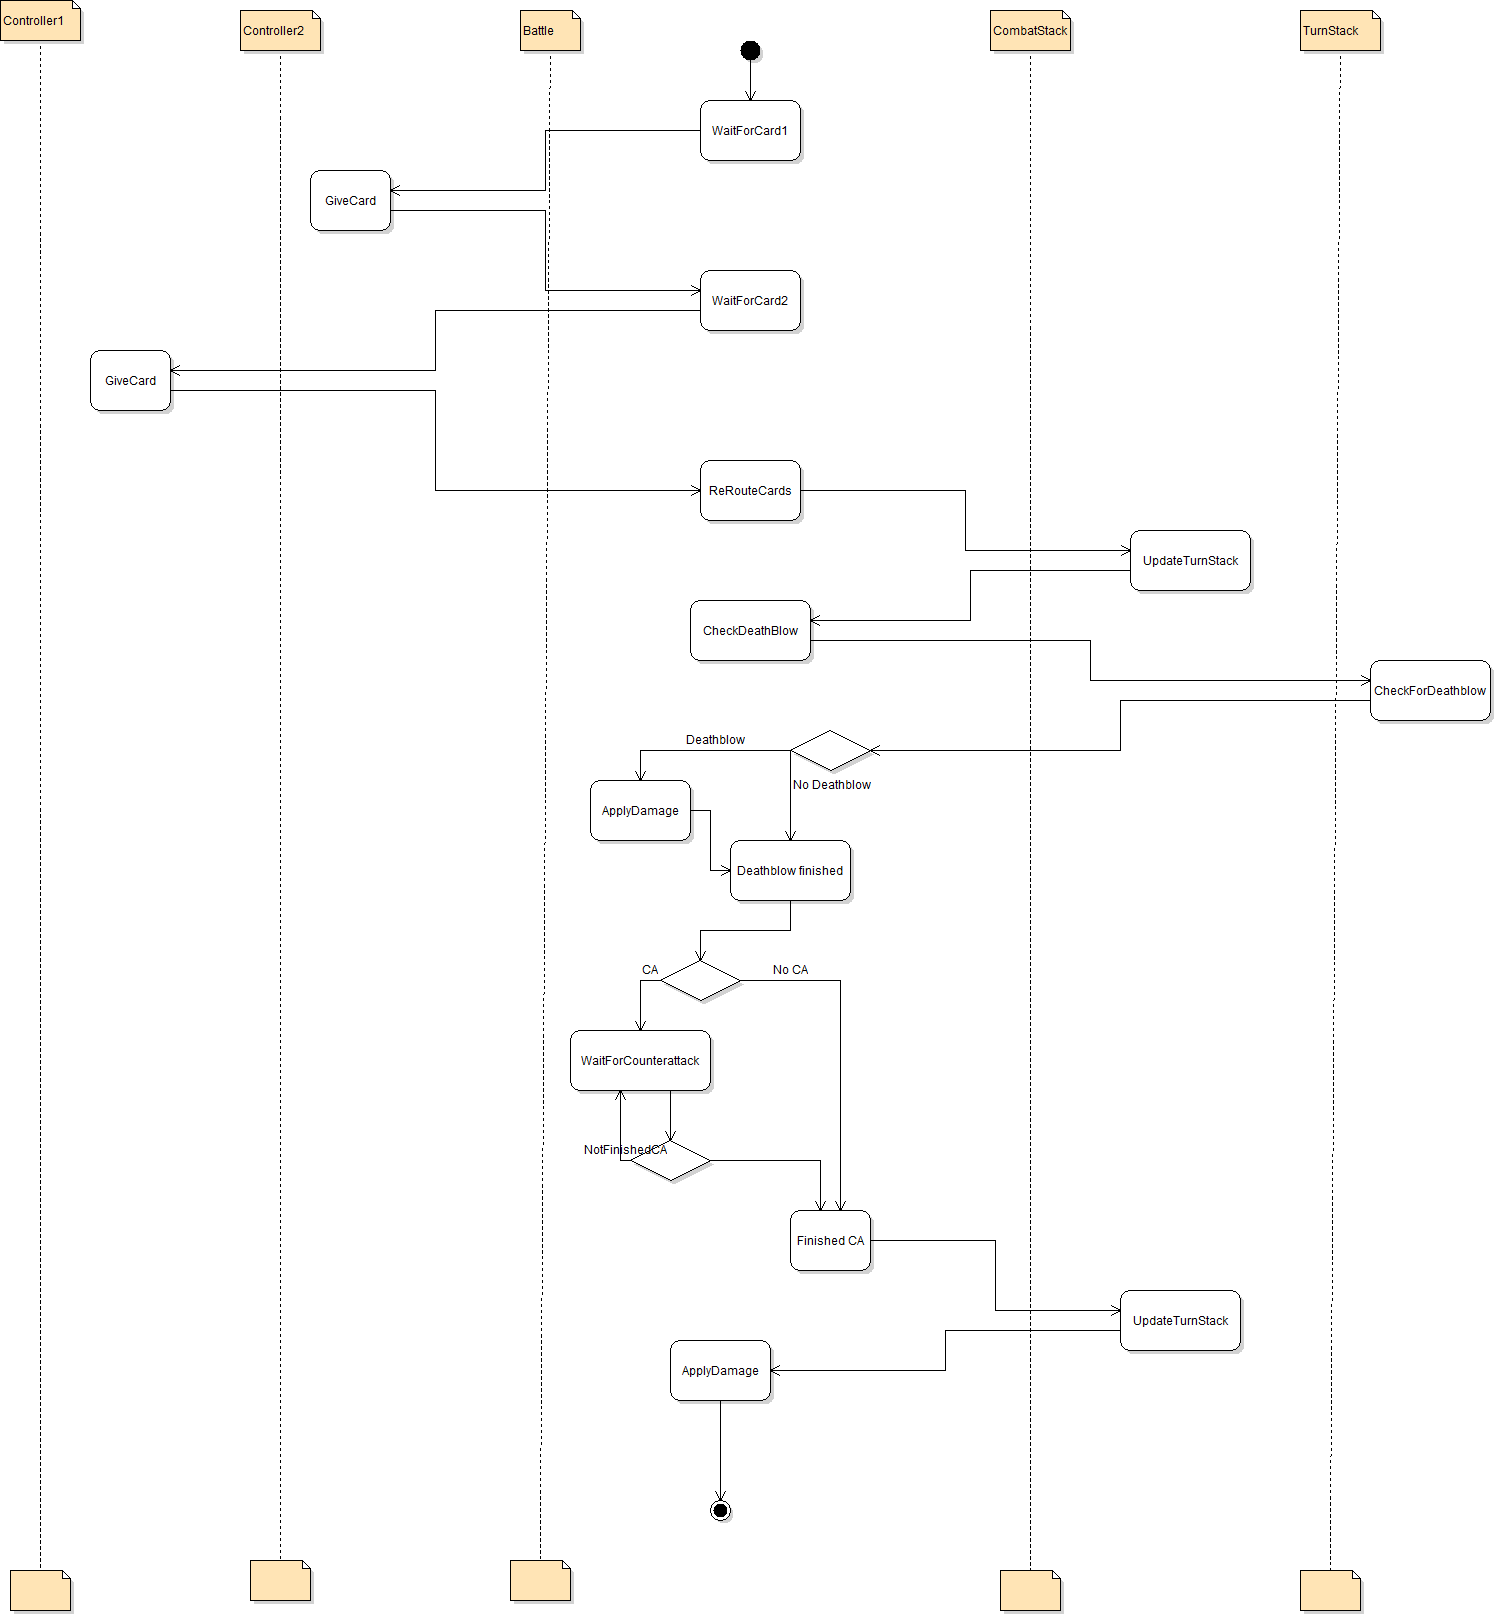 Controller1
Controller2
Battle
CombatStack
TurnStack
WaitForCard1
GiveCard
WaitForCard2
GiveCard
ReRouteCards
UpdateTurnStack
CheckDeathBlow
CheckForDeathblow
Deathblow
No Deathblow
ApplyDamage
Deathblow finished
CA
No CA
WaitForCounterattack
NotFinishedCA
Finished CA
UpdateTurnStack
ApplyDamage